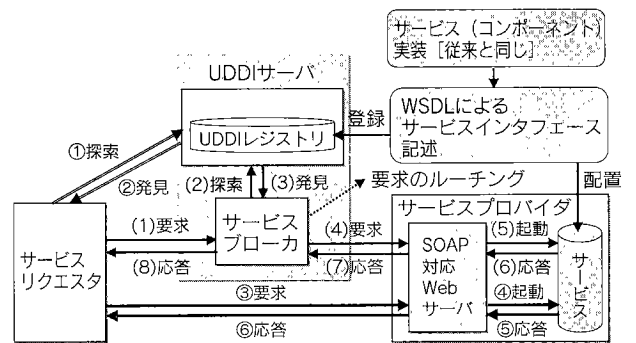 サービス（コンポーネント）
実装［従来と同じ］
UDDIサーバ
WSDLによる
サービスインタフェース
記述
登録
UDDIレジストリ
①探索
②発見
(2)探索
(3)発見
要求のルーチング
配置
サービスプロバイダ
サービス
ブローカ
(1)要求
(8)応答
(4)要求
(7)応答
SOAP
対応
Web
サーバ
(5)起動
(6)応答
④起動
⑤応答
サービス
サービス
リクエスタ
③要求
⑥応答